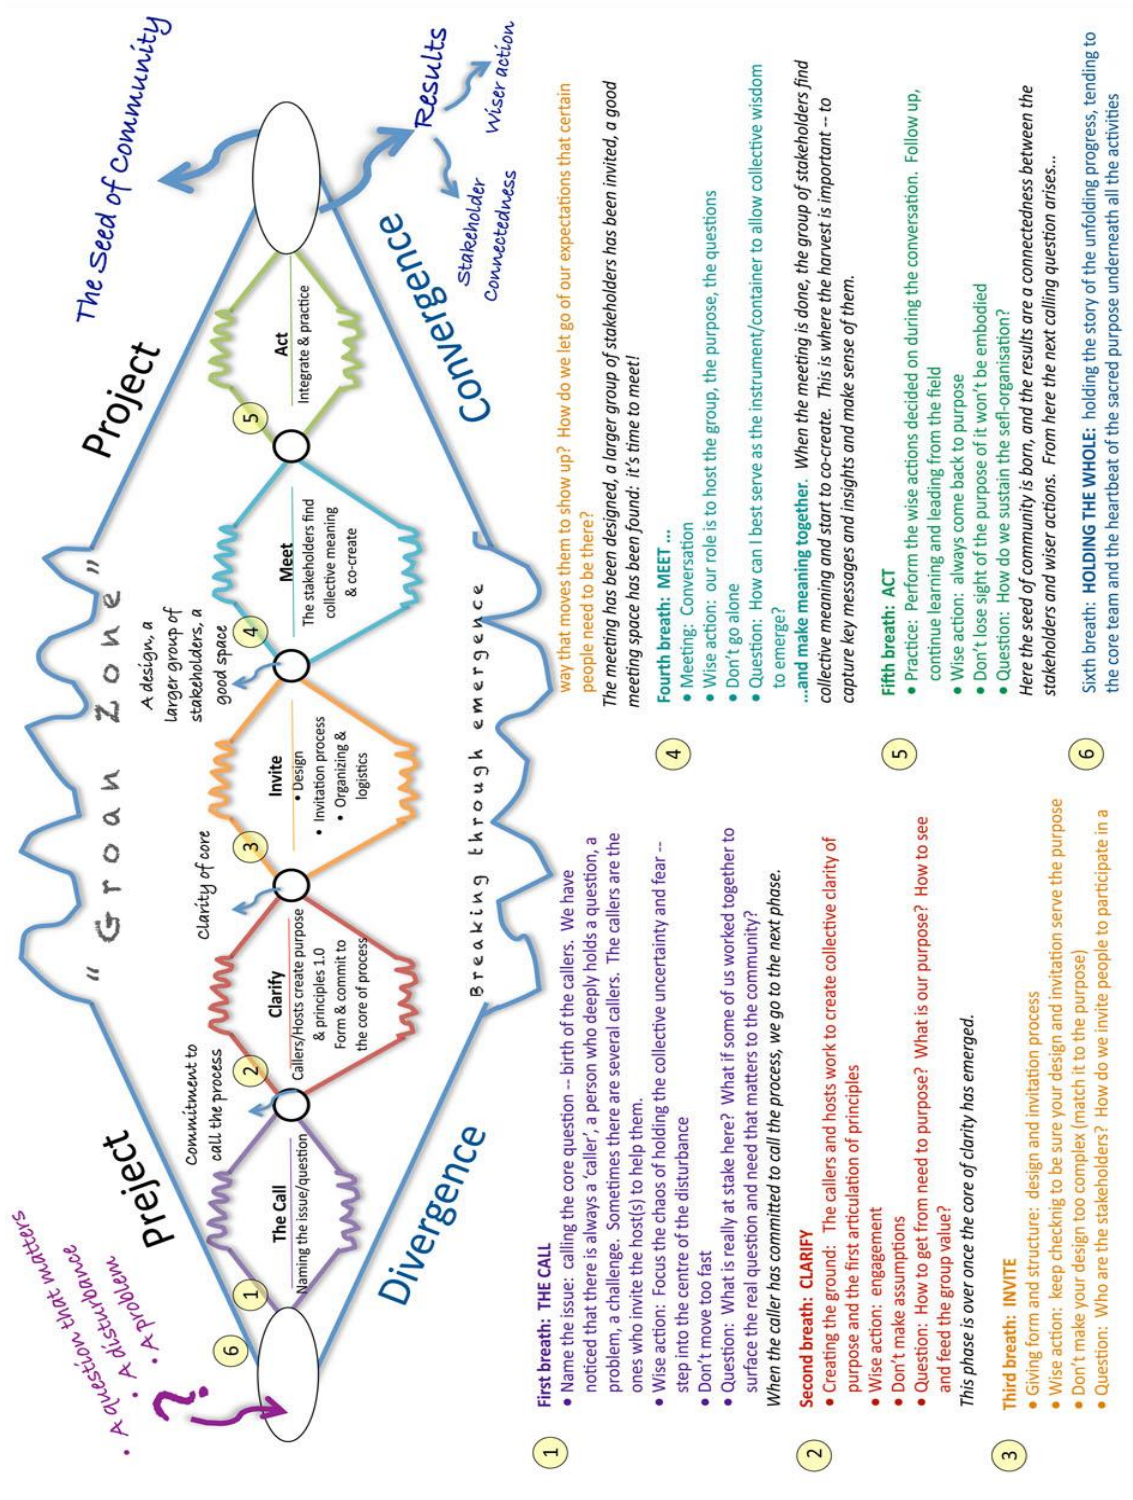 • A question that matters
• A disturbance
• A problem
?
The Seed of Community
Project
Project
"Groan Zone"
Commitment to
call the process
Clarity of core
A design, a
larger group of
stakeholders, a
good space
6
1
2
3
4
5
The Call
Naming the issue/question
Clarify
Callers/Hosts create purpose
& principles 1.0
Form & commit to
the core of process
Invite
• Design
• Invitation process
• Organizing &
logistics
Meet
The stakeholders find
collective meaning
& co-create
Act
Integrate & practice
Divergence
Breaking through emergence
Convergence
Results
Stakeholder
Connectedness
Wiser action
1
First breath: THE CALL
• Name the issue: calling the core question -- birth of the callers. We have
noticed that there is always a 'caller', a person who deeply holds a question, a
problem, a challenge. Sometimes there are several callers. The callers are the
ones who invite the host(s) to help them.
• Wise action: Focus the chaos of holding the collective uncertainty and fear --
step into the centre of the disturbance
• Don't move too fast
• Question: What is really at stake here? What if some of us worked together to
surface the real question and need that matters to the community?
When the caller has committed to call the process, we go to the next phase.
2
Second breath: CLARIFY
• Creating the ground: The callers and hosts work to create collective clarity of
purpose and the first articulation of principles
• Wise action: engagement
• Don't make assumptions
• Question: How to get from need to purpose? What is our purpose? How to see
and feed the group value?
This phase is over once the core of clarity has emerged.
3
Third breath: INVITE
• Giving form and structure: design and invitation process
• Wise action: keep checknig to be sure your design and invitation serve the purpose
• Don't make your design too complex (match it to the purpose)
• Question: Who are the stakeholders? How do we invite people to participate in a
way that moves them to show up? How do we let go of our expectations that certain
people need to be there?
The meeting has been designed, a larger group of stakeholders has been invited, a good
meeting space has been found: it's time to meet!
4
Fourth breath: MEET ...
• Meeting: Conversation
• Wise action: our role is to host the group, the purpose, the questions
• Don't go alone
• Question: How can I best serve as the instrument/container to allow collective wisdom
to emerge?
...and make meaning together. When the meeting is done, the group of stakeholders find
collective meaning and start to co-create. This is where the harvest is important -- to
capture key messages and insights and make sense of them.
5
Fifth breath: ACT
• Practice: Perform the wise actions decided on during the conversation. Follow up,
continue learning and leading from the field
• Wise action: always come back to purpose
• Don't lose sight of the purpose of it won't be embodied
• Question: How do we sustain the sefl-organisation?
Here the seed of community is born, and the results are a connectedness between the
stakeholders and wiser actions. From here the next calling question arises...
6
Sixth breath: HOLDING THE WHOLE: holding the story of the unfolding progress, tending to
the core team and the heartbeat of the sacred purpose underneath all the activities